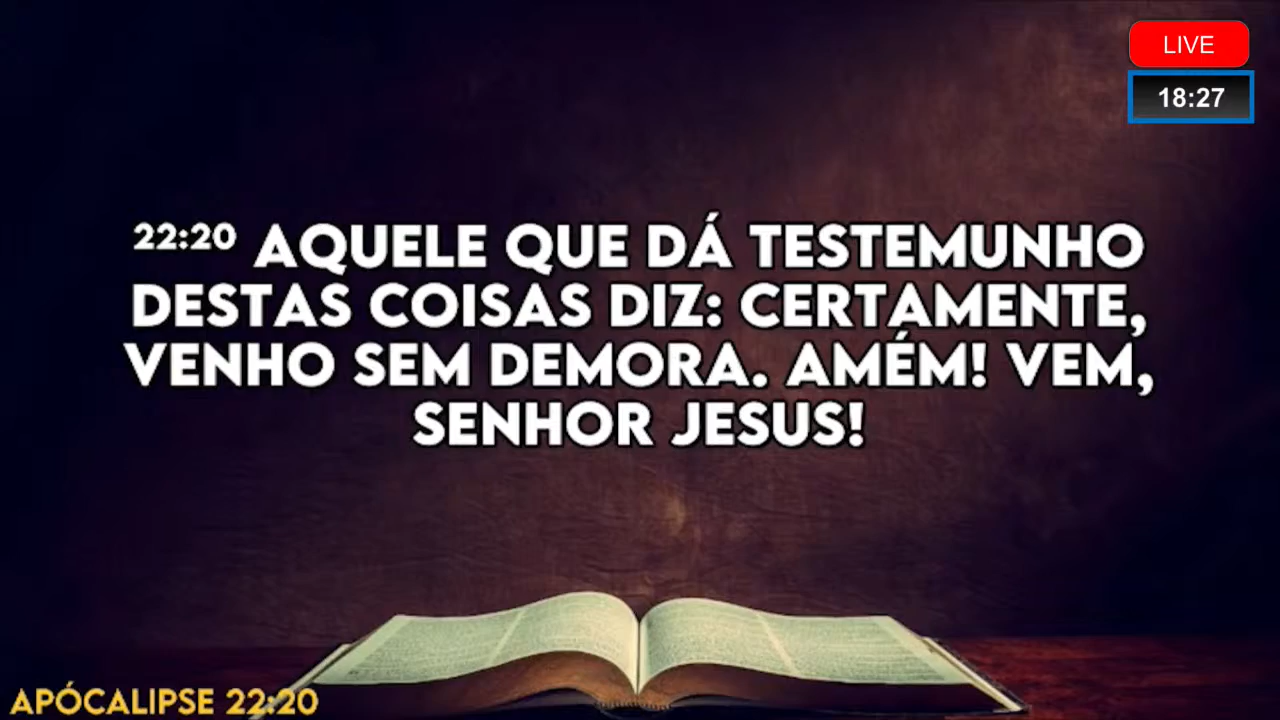 LIVE
18:27
22:20 AQUELE QUE DÁ TESTEMUNHO
DESTAS COISAS DIZ: CERTAMENTE,
VENHO SEM DEMORA. AMÉM! VEM,
SENHOR JESUS!
APÓCALIPSE 22:20